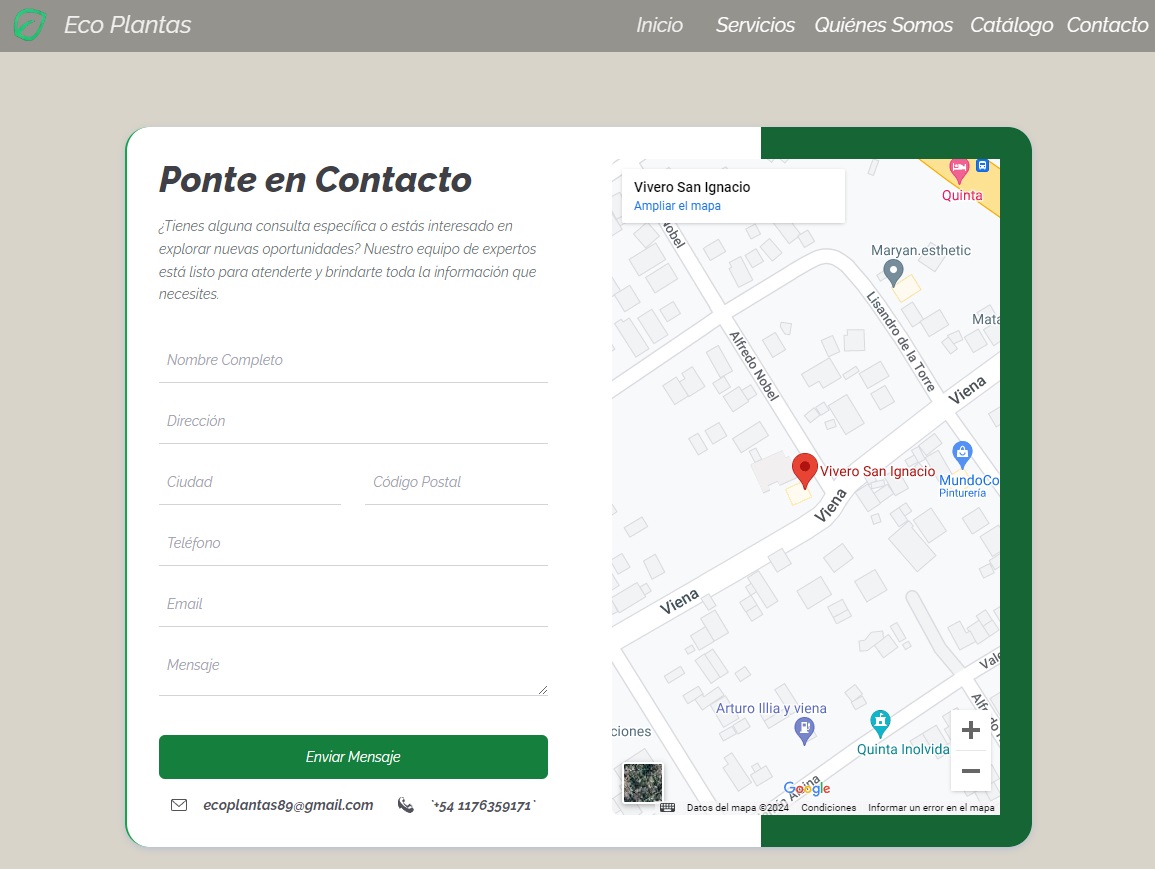 Eco Plantas
Inicio
Servicios
Quiénes Somos
Catálogo
Contacto
Ponte en Contacto
¿Tienes alguna consulta específica o estás interesado en
explorar nuevas oportunidades? Nuestro equipo de expertos
está listo para atenderte y brindarte toda la información que
necesites.
Nombre Completo
Dirección
Ciudad
Código Postal
Teléfono
Email
Mensaje
Enviar Mensaje
ecoplantas89@gmail.com
`+54 1176359171`
Vivero San Ignacio
Ampliar el mapa
Quinta
Nobel
Maryan.esthetic
Lisandro de la Torre
Mata
Alfredo Nobel
Viena
Vivero San Ignacio
MundoCo
Pinturería
Viena
Viena
Vale
Alfredo N
Arturo Illia y viena
ciones
Quinta Inolvida
Google
Datos del mapa ©2024
Condiciones
Informar un error en el mapa